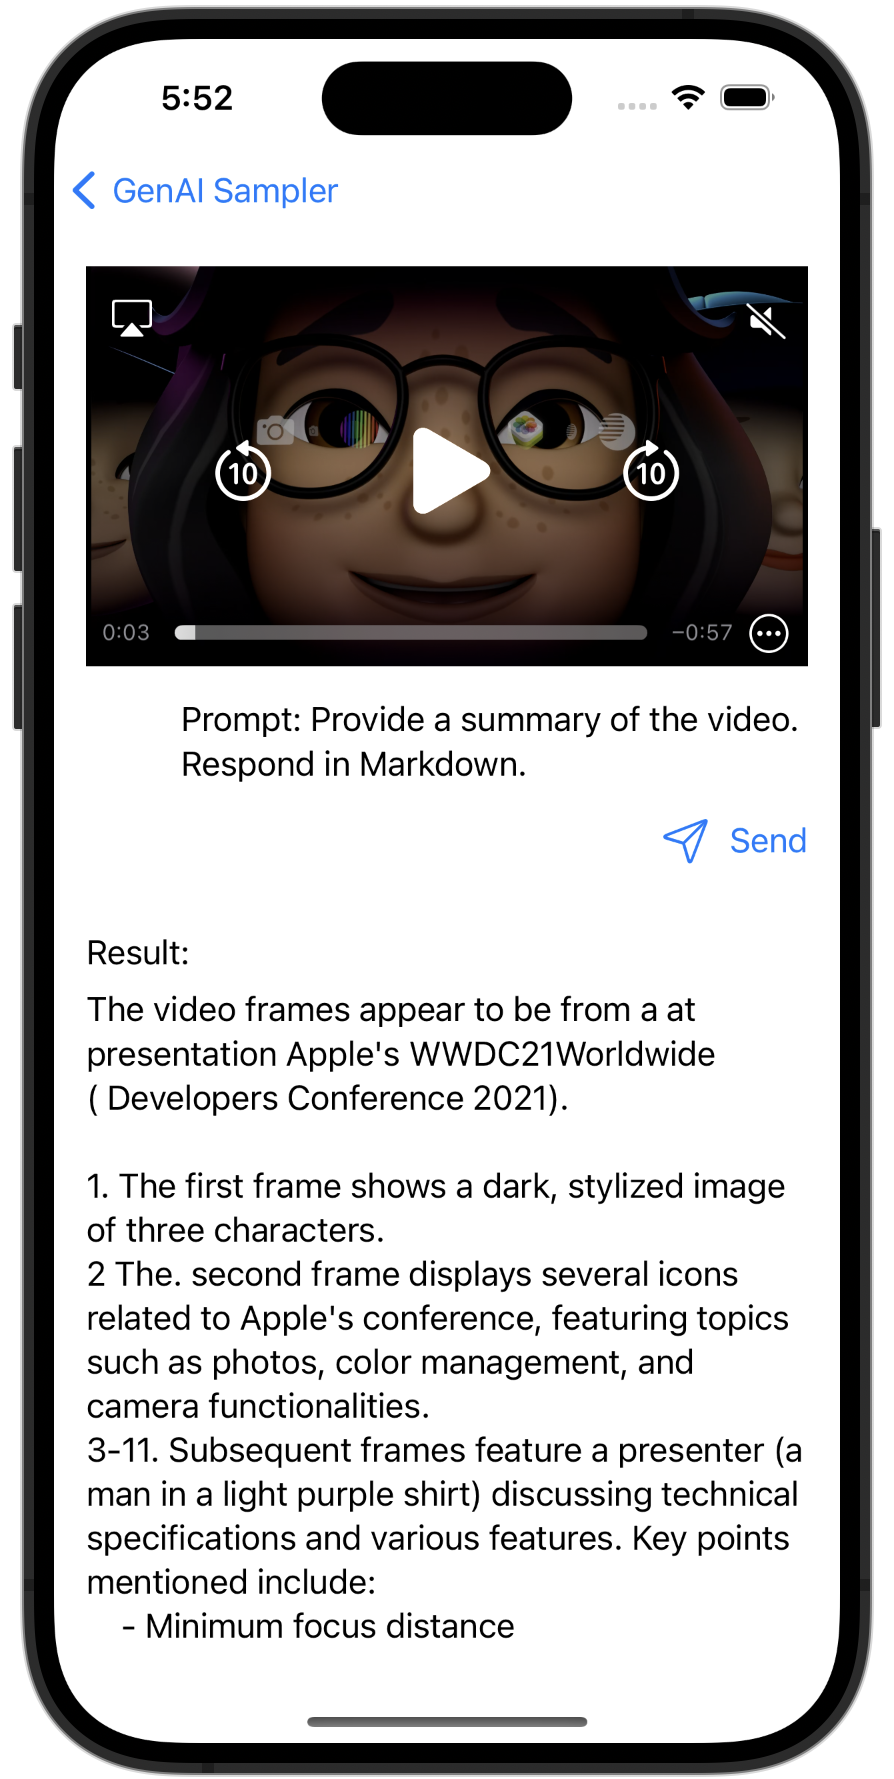 5:52
GenAI Sampler
10
10
0:03
−0:57
Prompt: Provide a summary of the video.
Respond in Markdown.
Send
Result:
The video frames appear to be from a at
presentation Apple's WWDC21Worldwide
( Developers Conference 2021).
1. The first frame shows a dark, stylized image
of three characters.
2 The. second frame displays several icons
related to Apple's conference, featuring topics
such as photos, color management, and
camera functionalities.
3-11. Subsequent frames feature a presenter (a
man in a light purple shirt) discussing technical
specifications and various features. Key points
mentioned include:
- Minimum focus distance